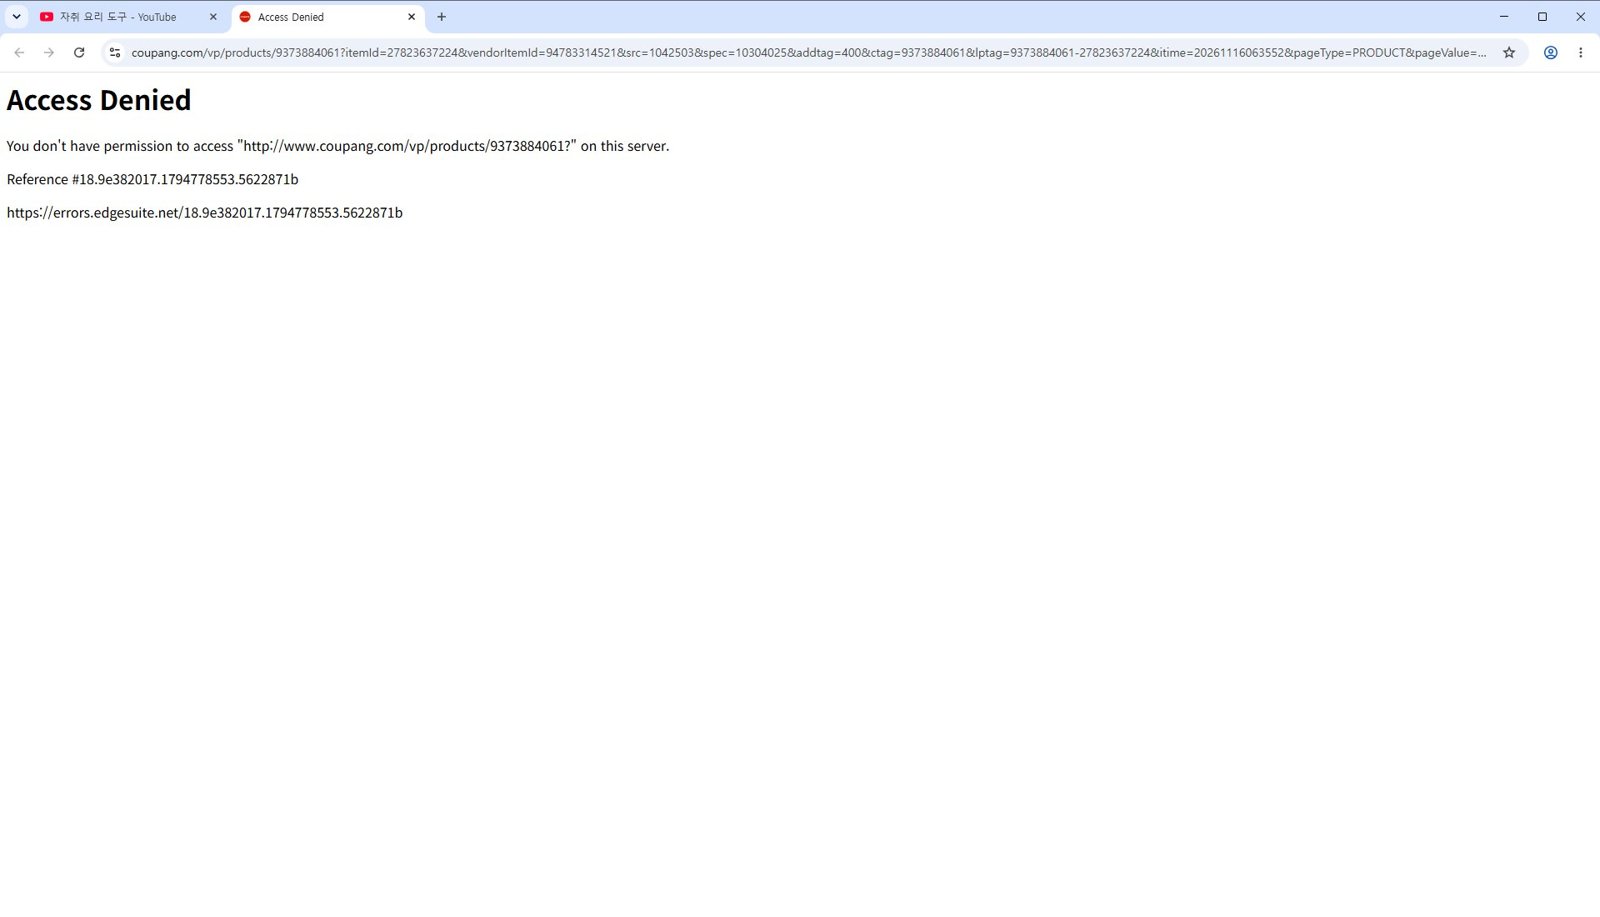 자취 요리 도구 - YouTube
Access Denied
coupang.com/vp/products/9373884061?itemId=27823637224&vendorItemId=94783314521&src=1042503&spec=10304025&addtag=400&ctag=9373884061&lptag=9373884061-27823637224&itime=20261116063552&pageType=PRODUCT&pageValue=...
Access Denied
You don't have permission to access "http://www.coupang.com/vp/products/9373884061?" on this server.
Reference #18.9e382017.1794778553.5622871b
https://errors.edgesuite.net/18.9e382017.1794778553.5622871b